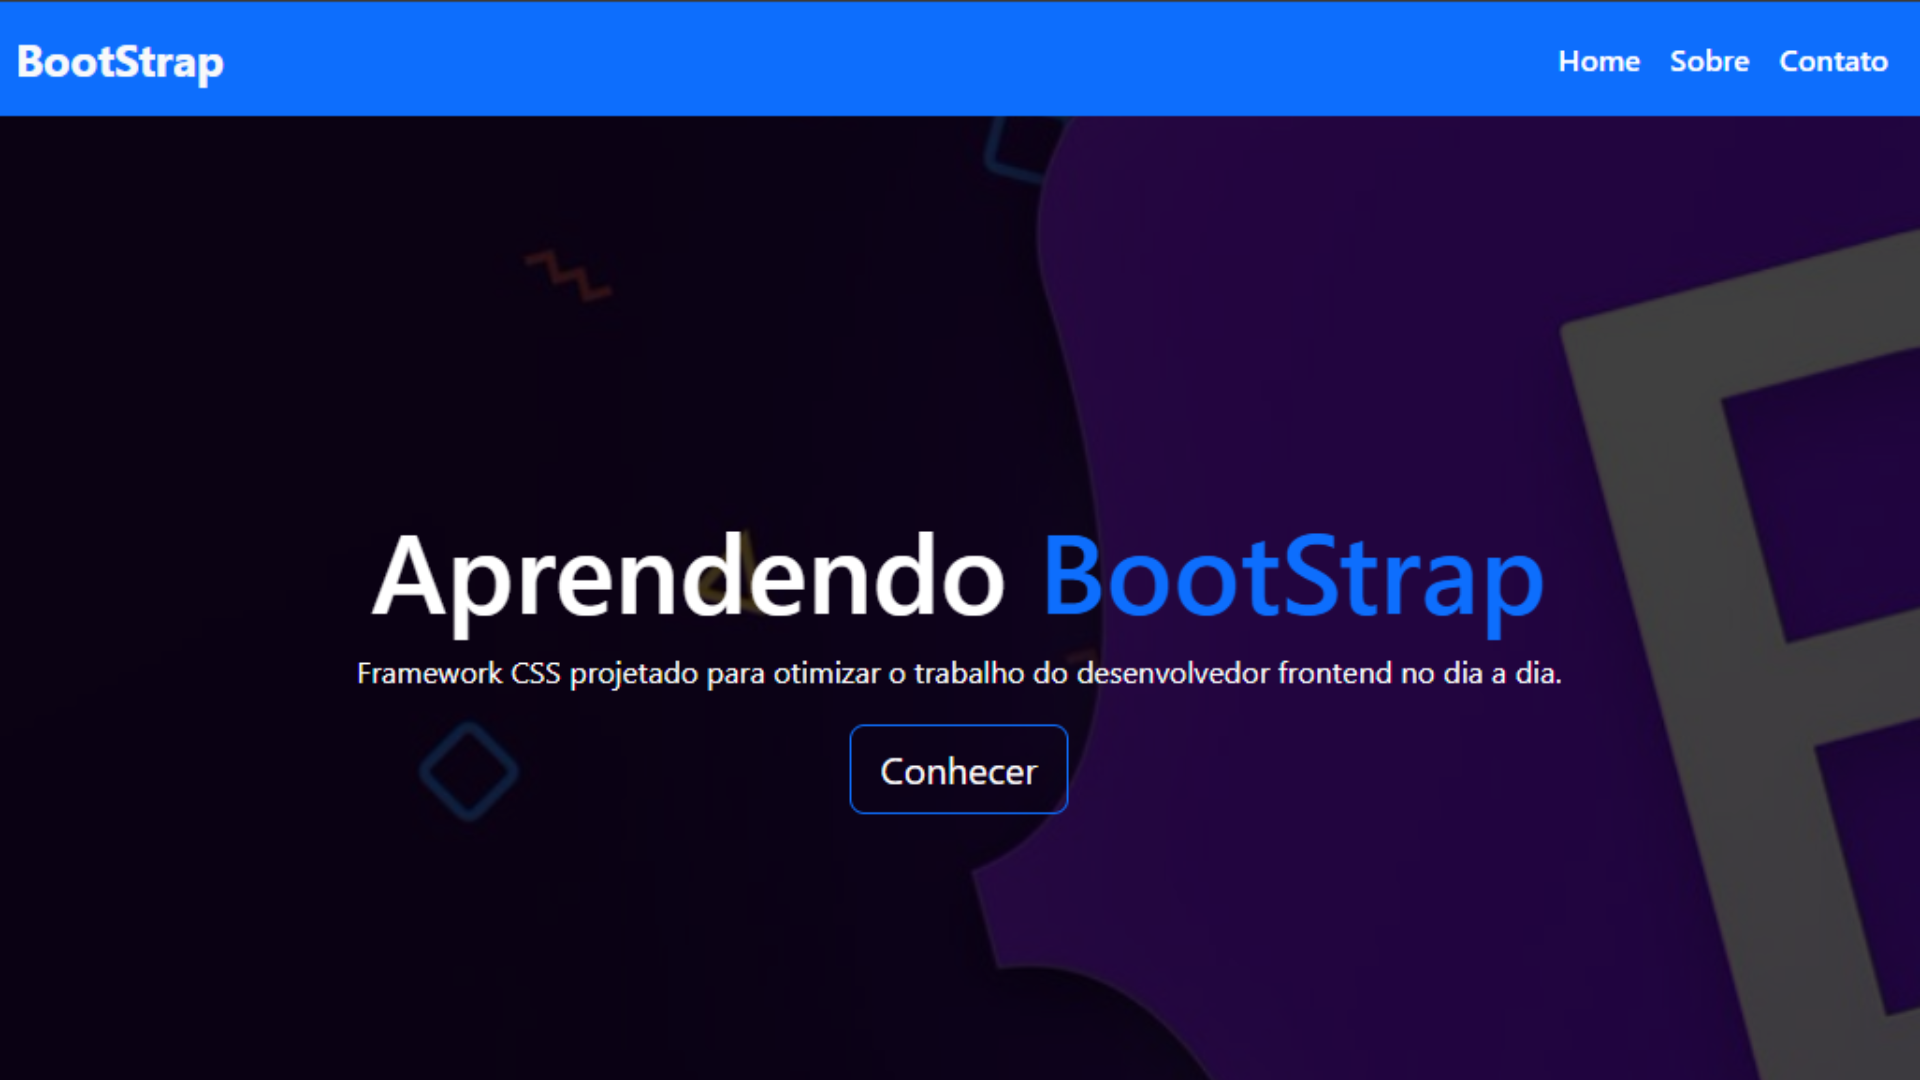 BootStrap
Home Sobre Contato
Aprendendo BootStrap
Framework CSS projetado para otimizar o trabalho do desenvolvedor frontend no dia a dia.
Conhecer